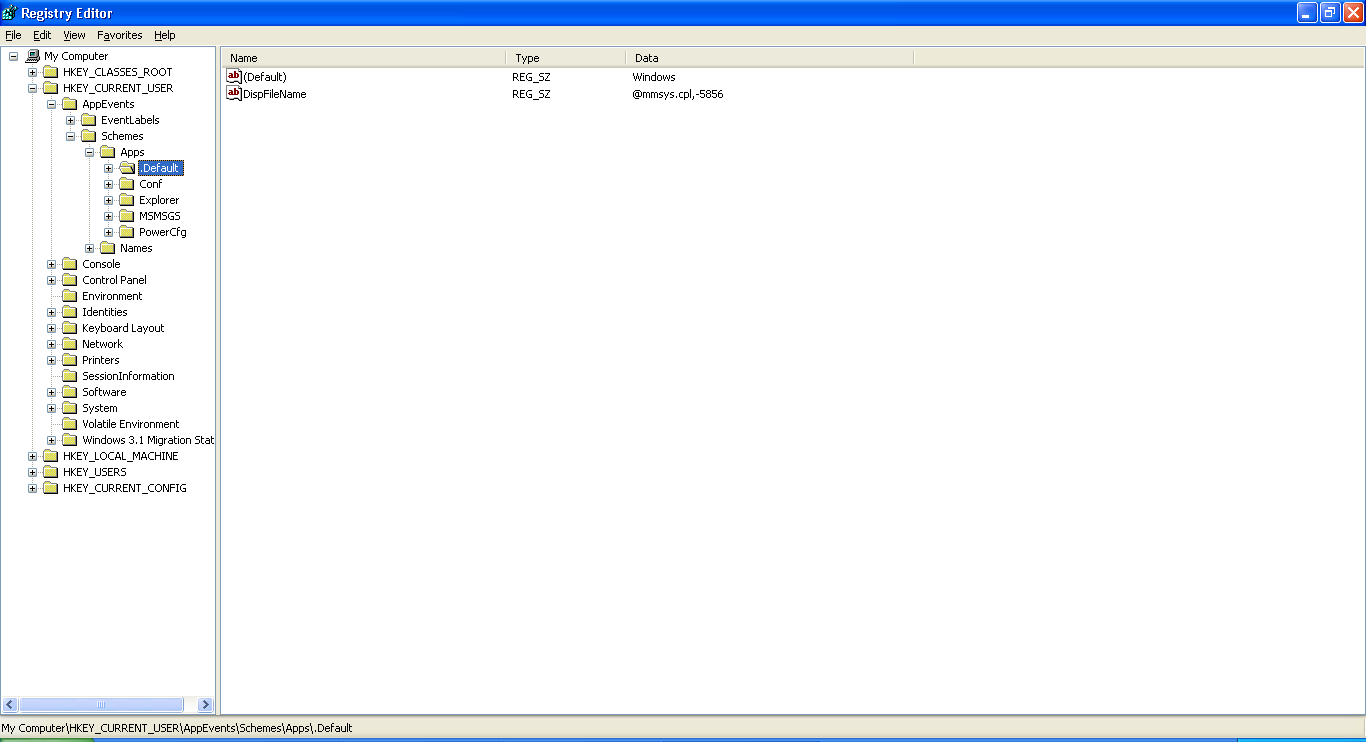 Registry Editor
File Edit View Favorites Help
My Computer
HKEY_CLASSES_ROOT
HKEY_CURRENT_USER
AppEvents
EventLabels
Schemes
Apps
.Default
Conf
Explorer
MSMSGS
PowerCfg
Names
Console
Control Panel
Environment
Identities
Keyboard Layout
Network
Printers
SessionInformation
Software
System
Volatile Environment
Windows 3.1 Migration Stat
HKEY_LOCAL_MACHINE
HKEY_USERS
HKEY_CURRENT_CONFIG
Name Type Data
ab (Default) REG_SZ Windows
ab DispFileName REG_SZ @mmsys.cpl,-5856
My Computer\HKEY_CURRENT_USER\AppEvents\Schemes\Apps\.Default